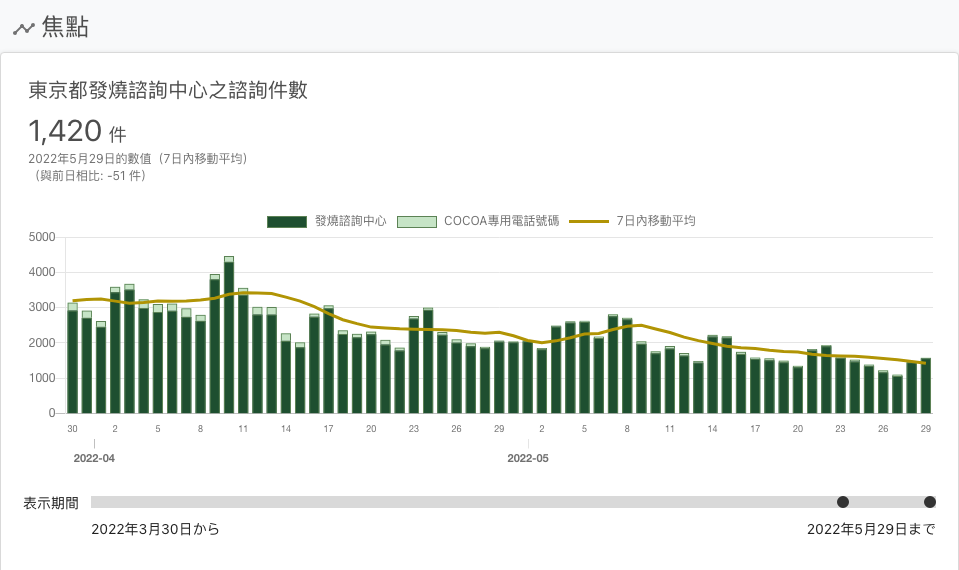 焦點
東京都發燒諮詢中心之諮詢件數
1,420 件
2022年5月29日的數值（7日內移動平均）
（與前日相比: -51 件）
發燒諮詢中心 COCOA專用電話號碼 7日內移動平均
5000
4000
3000
2000
1000
0
30 2 5 8 11 14 17 20 23 26 29 2 5 8 11 14 17 20 23 26 29
2022-04 2022-05
表示期間
2022年3月30日から 2022年5月29日まで